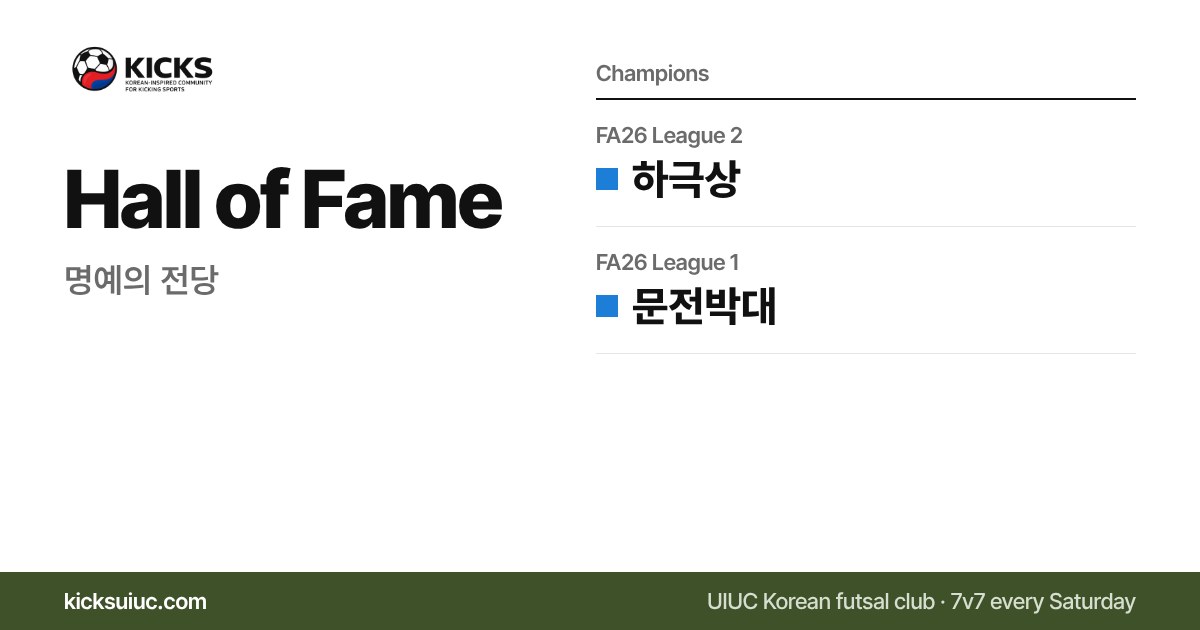 KICKS
KOREAN-INSPIRED COMMUNITY
FOR KICKING SPORTS
Hall of Fame
명예의 전당
Champions
FA26 League 2
하극상
FA26 League 1
문전박대
kicksuiuc.com
UIUC Korean futsal club · 7v7 every Saturday